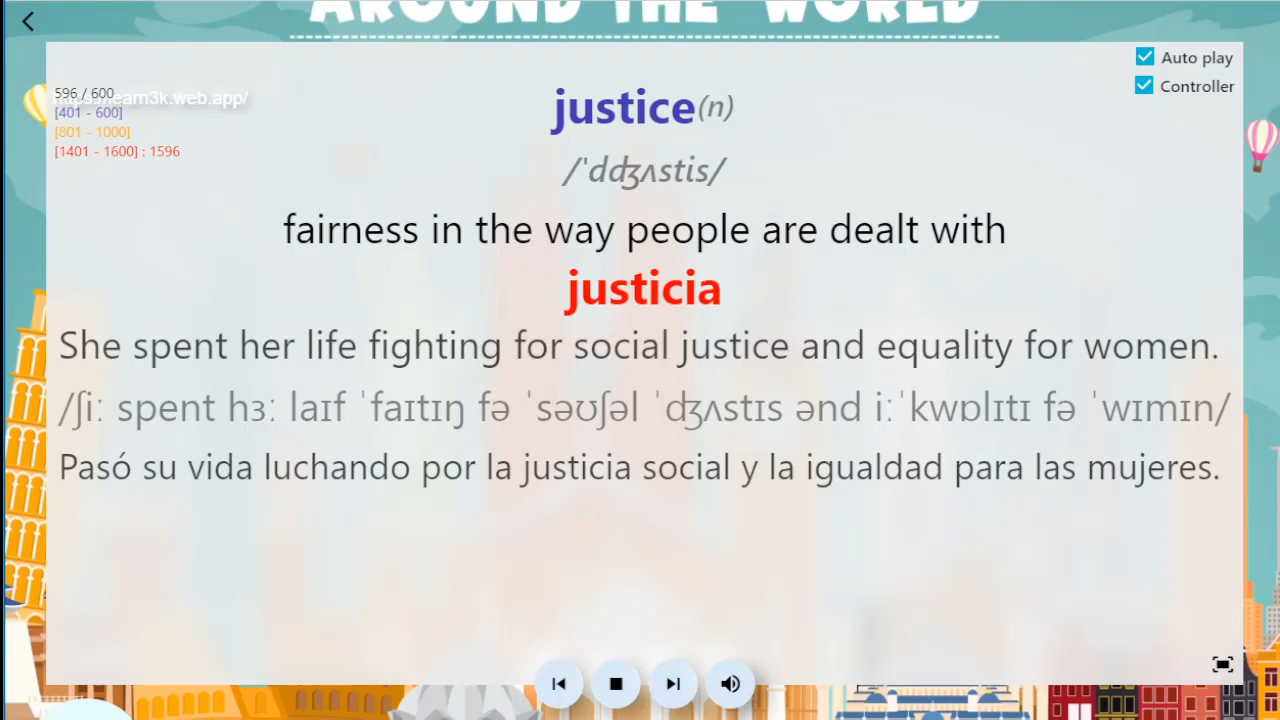 AROUND THE WORLD
Auto play
Controller
596 / 600
https://learn3k.web.app/
[401 - 600]
[801 - 1000]
[1401 - 1600] : 1596
justice(n)
/ˈdʤʌstis/
fairness in the way people are dealt with
justicia
She spent her life fighting for social justice and equality for women.
/ʃiː spent hɜː laɪf ˈfaɪtɪŋ fə ˈsəʊʃəl ˈʤʌstɪs ənd iːˈkwɒlɪtɪ fə ˈwɪmɪn/
Pasó su vida luchando por la justicia social y la igualdad para las mujeres.